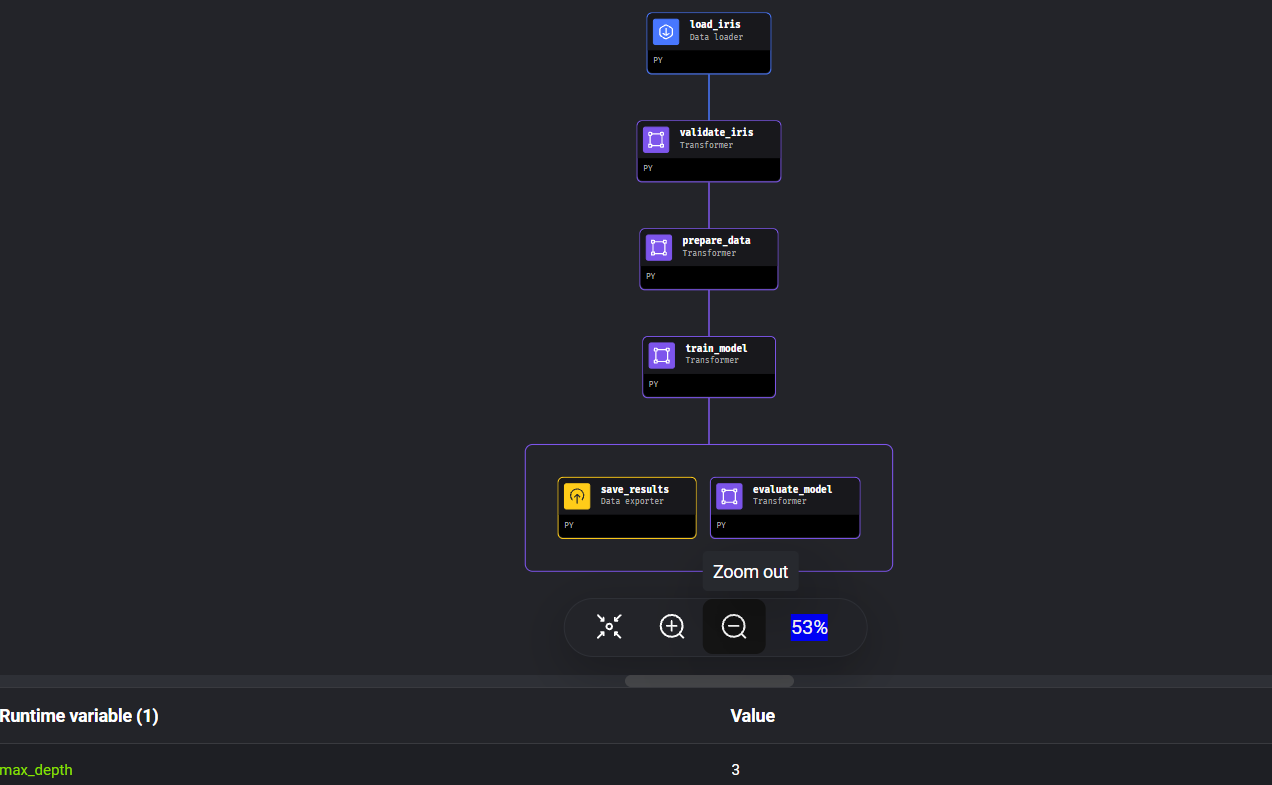 load_iris
Data loader
PY
validate_iris
Transformer
PY
prepare_data
Transformer
PY
train_model
Transformer
PY
save_results
Data exporter
PY
evaluate_model
Transformer
PY
Zoom out
53%
Runtime variable (1) Value
max_depth 3